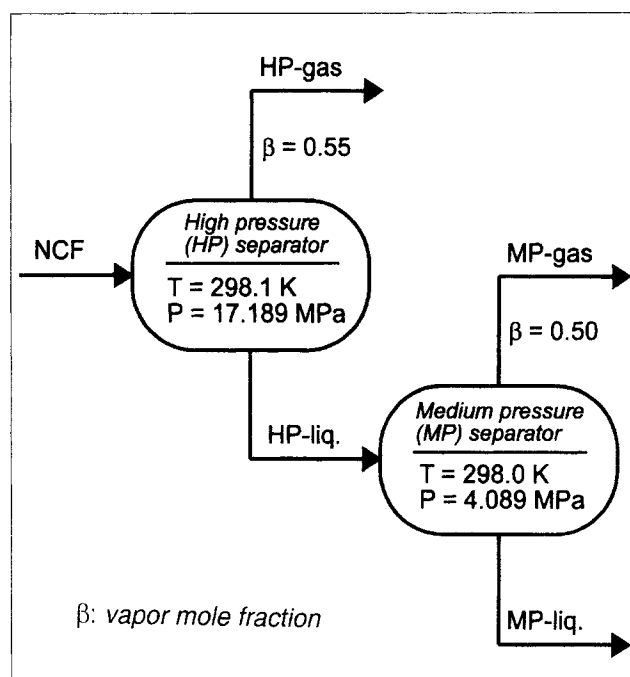 HP-gas
β = 0.55
NCF
High pressure
(HP) separator
T = 298.1 K
P = 17.189 MPa
MP-gas
β = 0.50
HP-liq.
Medium pressure
(MP) separator
T = 298.0 K
P = 4.089 MPa
β: vapor mole fraction
MP-liq.